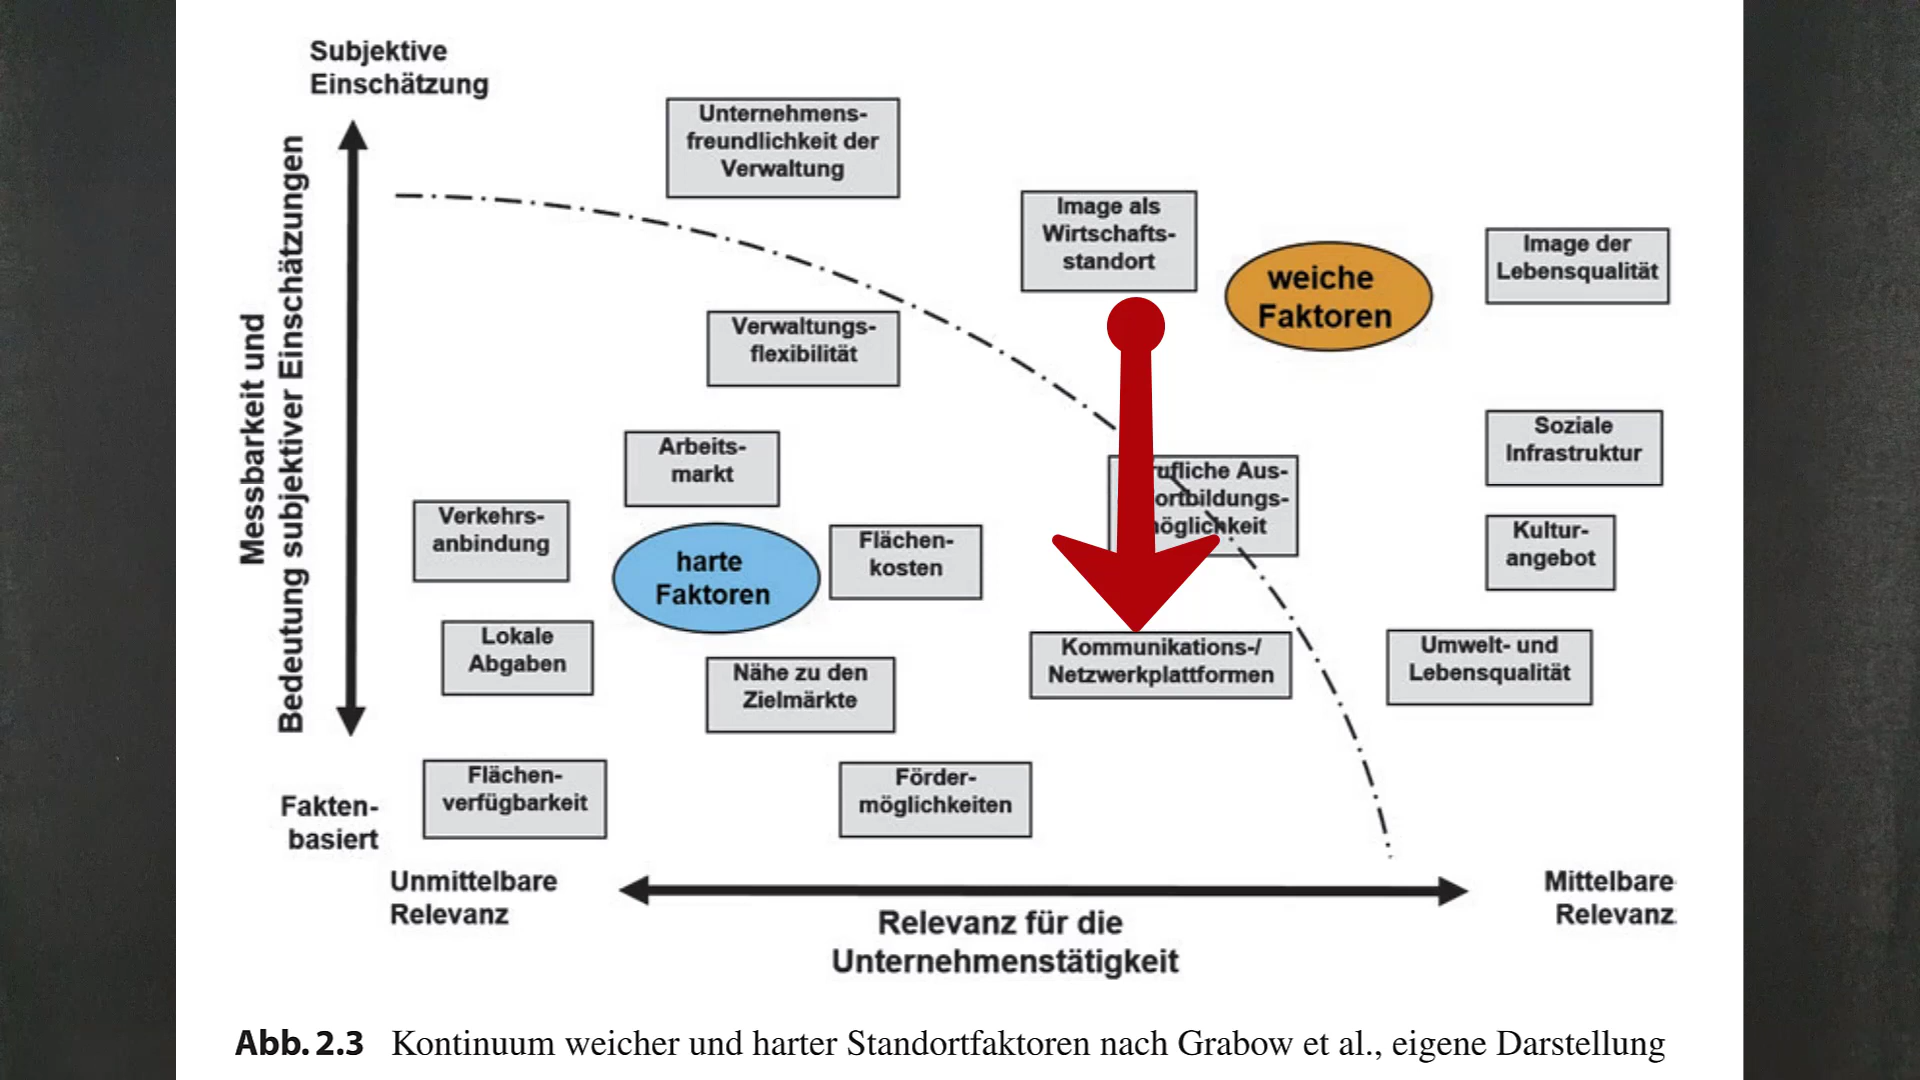 Subjektive
Einschätzung
Messbarkeit und
Bedeutung subjektiver Einschätzungen
Unternehmens-
freundlichkeit der
Verwaltung
Image als
Wirtschafts-
standort
weiche
Faktoren
Image der
Lebensqualität
Verwaltungs-
flexibilität
Arbeits-
markt
Soziale
Infrastruktur
Verkehrs-
anbindung
harte
Faktoren
Flächen-
kosten
Aus-
möglichkeit
Kultur-
angebot
Lokale
Abgaben
Nähe zu den
Zielmärkte
Kommunikations-/
Netzwerkplattformen
Umwelt- und
Lebensqualität
Flächen-
verfügbarkeit
Förder-
möglichkeiten
Fakten-
basiert
Unmittelbare
Relevanz
Relevanz für die
Unternehmenstätigkeit
Mittelbare
Relevanz
Abb. 2.3 Kontinuum weicher und harter Standortfaktoren nach Grabow et al., eigene Darstellung